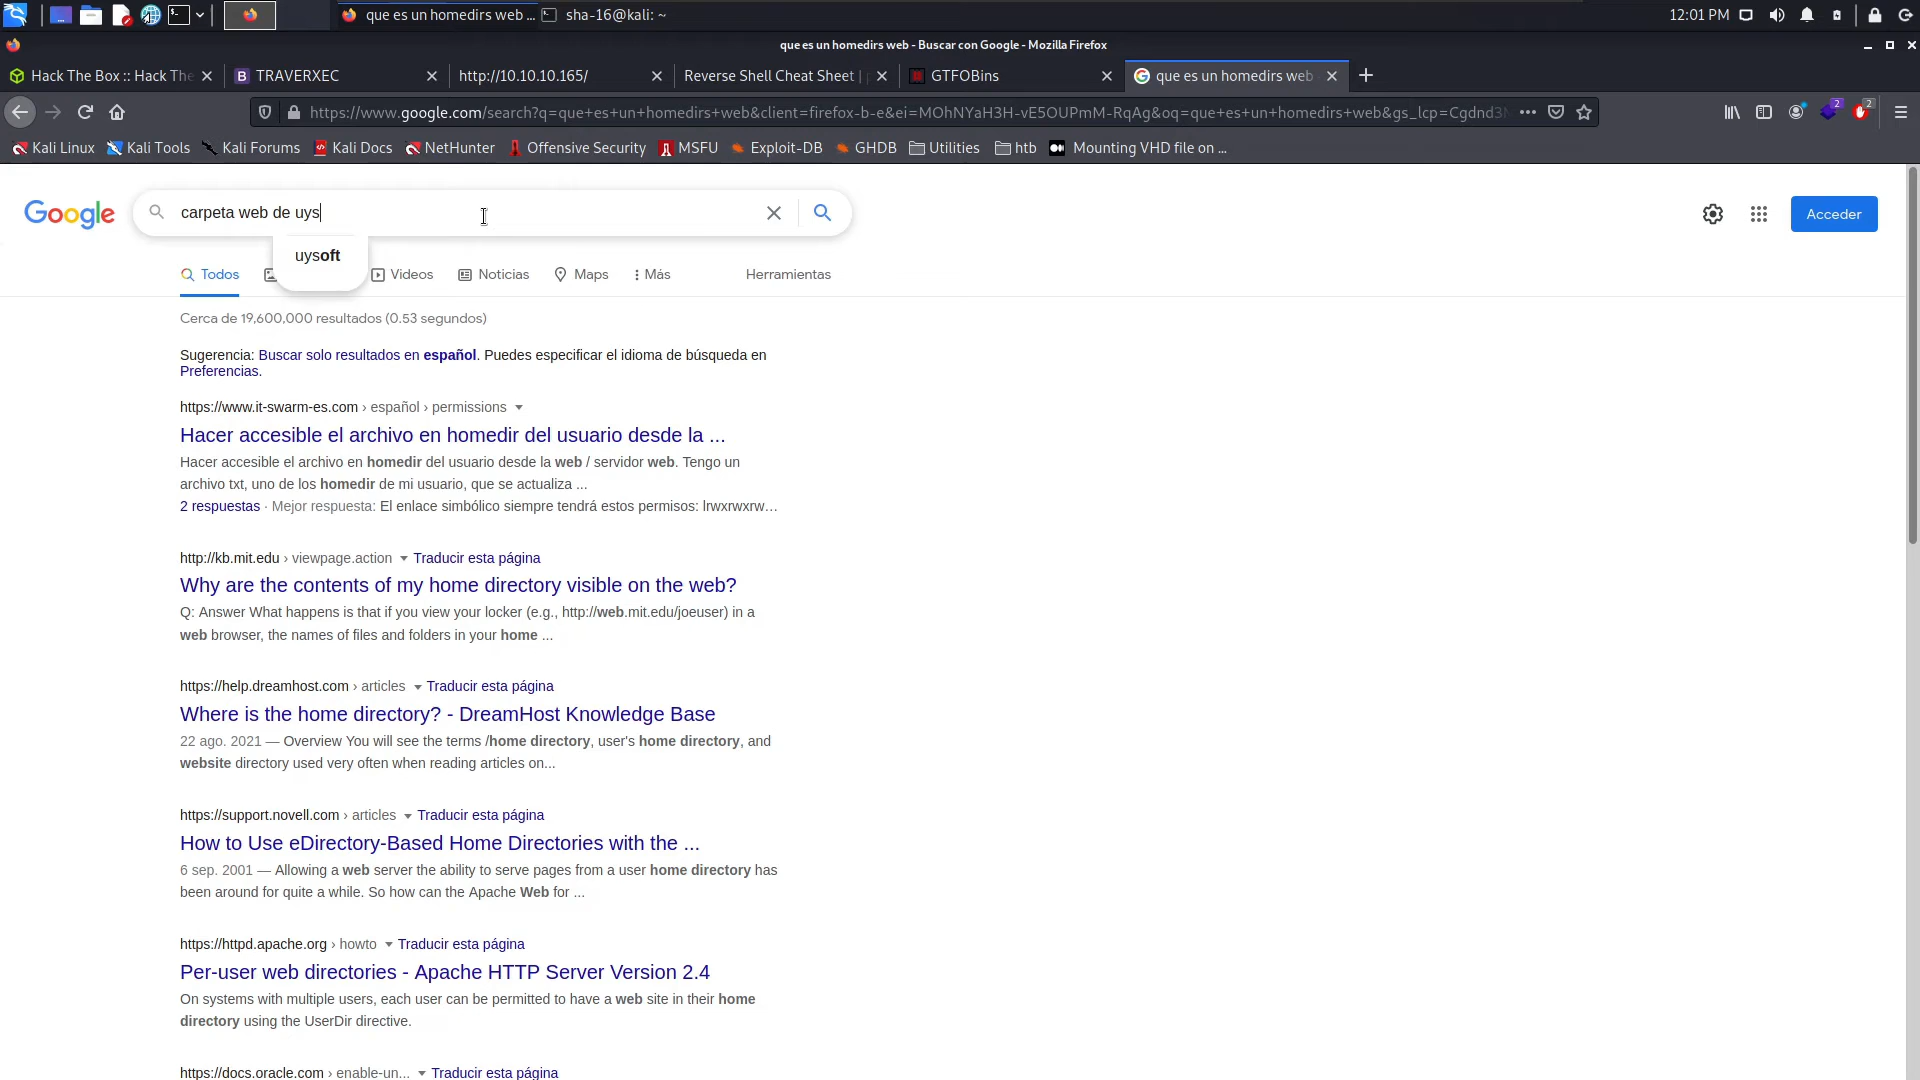 que es un homedirs web ...
sha-16@kali: ~
12:01 PM
que es un homedirs web - Buscar con Google - Mozilla Firefox
Hack The Box :: Hack The
B TRAVERXEC
http://10.10.10.165/
Reverse Shell Cheat Sheet |
GTFOBins
que es un homedirs web
https://www.google.com/search?q=que+es+un+homedirs+web&client=firefox-b-e&ei=MOhNYaH3H-vE5OUPmM-RqAg&oq=que+es+un+homedirs+web&gs_lcp=Cgdnd3
2
2
Kali Linux
Kali Tools
Kali Forums
Kali Docs
NetHunter
Offensive Security
MSFU
Exploit-DB
GHDB
Utilities
htb
Mounting VHD file on ...
Google
carpeta web de uys
Acceder
uysoft
Todos
Videos
Noticias
Maps
Más
Herramientas
Cerca de 19,600,000 resultados (0.53 segundos)
Sugerencia: Buscar solo resultados en español. Puedes especificar el idioma de búsqueda en
Preferencias.
https://www.it-swarm-es.com › español › permissions
Hacer accesible el archivo en homedir del usuario desde la ...
Hacer accesible el archivo en homedir del usuario desde la web / servidor web. Tengo un
archivo txt, uno de los homedir de mi usuario, que se actualiza ...
2 respuestas · Mejor respuesta: El enlace simbólico siempre tendrá estos permisos: lrwxrwxrw…
http://kb.mit.edu › viewpage.action Traducir esta página
Why are the contents of my home directory visible on the web?
Q: Answer What happens is that if you view your locker (e.g., http://web.mit.edu/joeuser) in a
web browser, the names of files and folders in your home ...
https://help.dreamhost.com › articles Traducir esta página
Where is the home directory? - DreamHost Knowledge Base
22 ago. 2021 — Overview You will see the terms /home directory, user's home directory, and
website directory used very often when reading articles on...
https://support.novell.com › articles Traducir esta página
How to Use eDirectory-Based Home Directories with the ...
6 sep. 2001 — Allowing a web server the ability to serve pages from a user home directory has
been around for quite a while. So how can the Apache Web for ...
https://httpd.apache.org › howto Traducir esta página
Per-user web directories - Apache HTTP Server Version 2.4
On systems with multiple users, each user can be permitted to have a web site in their home
directory using the UserDir directive.
https://docs.oracle.com › enable-un... Traducir esta página